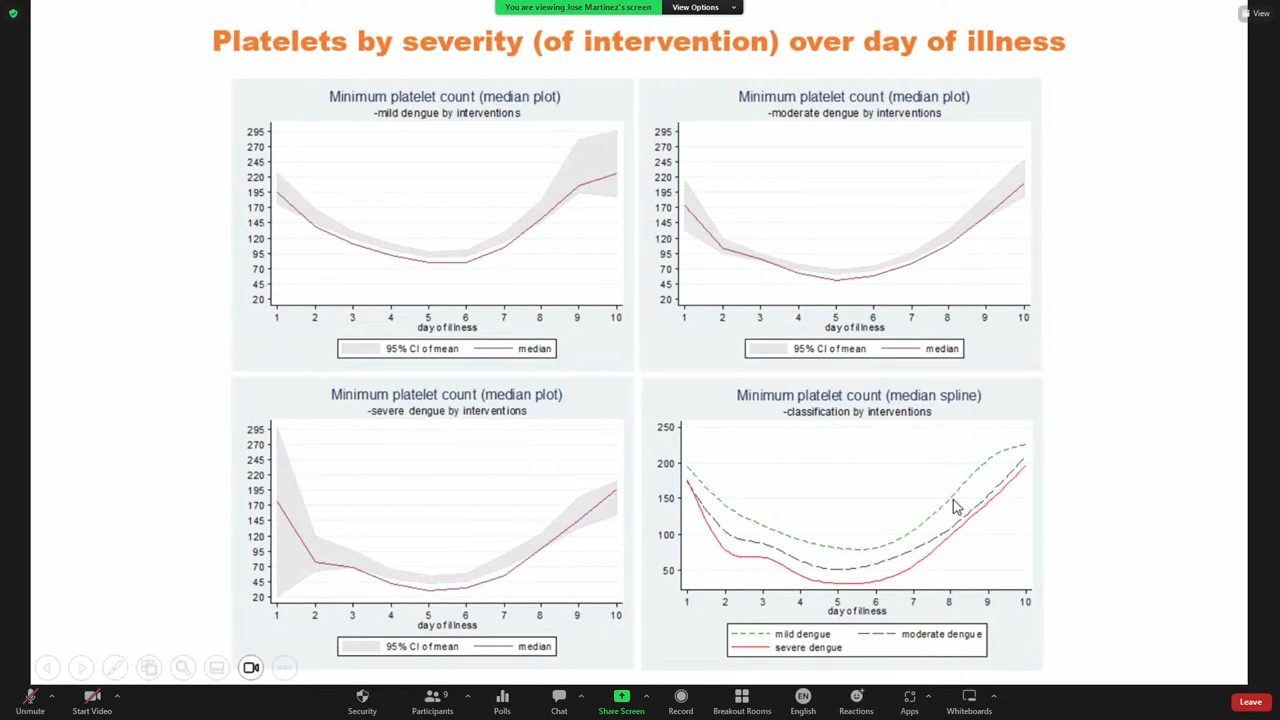 You are viewing Jose Martinez's screen
View Options
View
Platelets by severity (of intervention) over day of illness
Minimum platelet count (median plot)
-mild dengue by interventions
295
270
245
220
195
170
145
120
95
70
45
20
1 2 3 4 5 6 7 8 9 10
day of illness
95% CI of mean median
Minimum platelet count (median plot)
-moderate dengue by interventions
295
270
245
220
195
170
145
120
95
70
45
20
1 2 3 4 5 6 7 8 9 10
day of illness
95% CI of mean median
Minimum platelet count (median plot)
-severe dengue by interventions
295
270
245
220
195
170
145
120
95
70
45
20
1 2 3 4 5 6 7 8 9 10
day of illness
95% CI of mean median
Minimum platelet count (median spline)
-classification by interventions
250
200
150
100
50
1 2 3 4 5 6 7 8 9 10
day of illness
mild dengue moderate dengue
severe dengue
9
EN
Unmute Start Video Security Participants Polls Chat Share Screen Record Breakout Rooms English Reactions Apps Whiteboards Leave